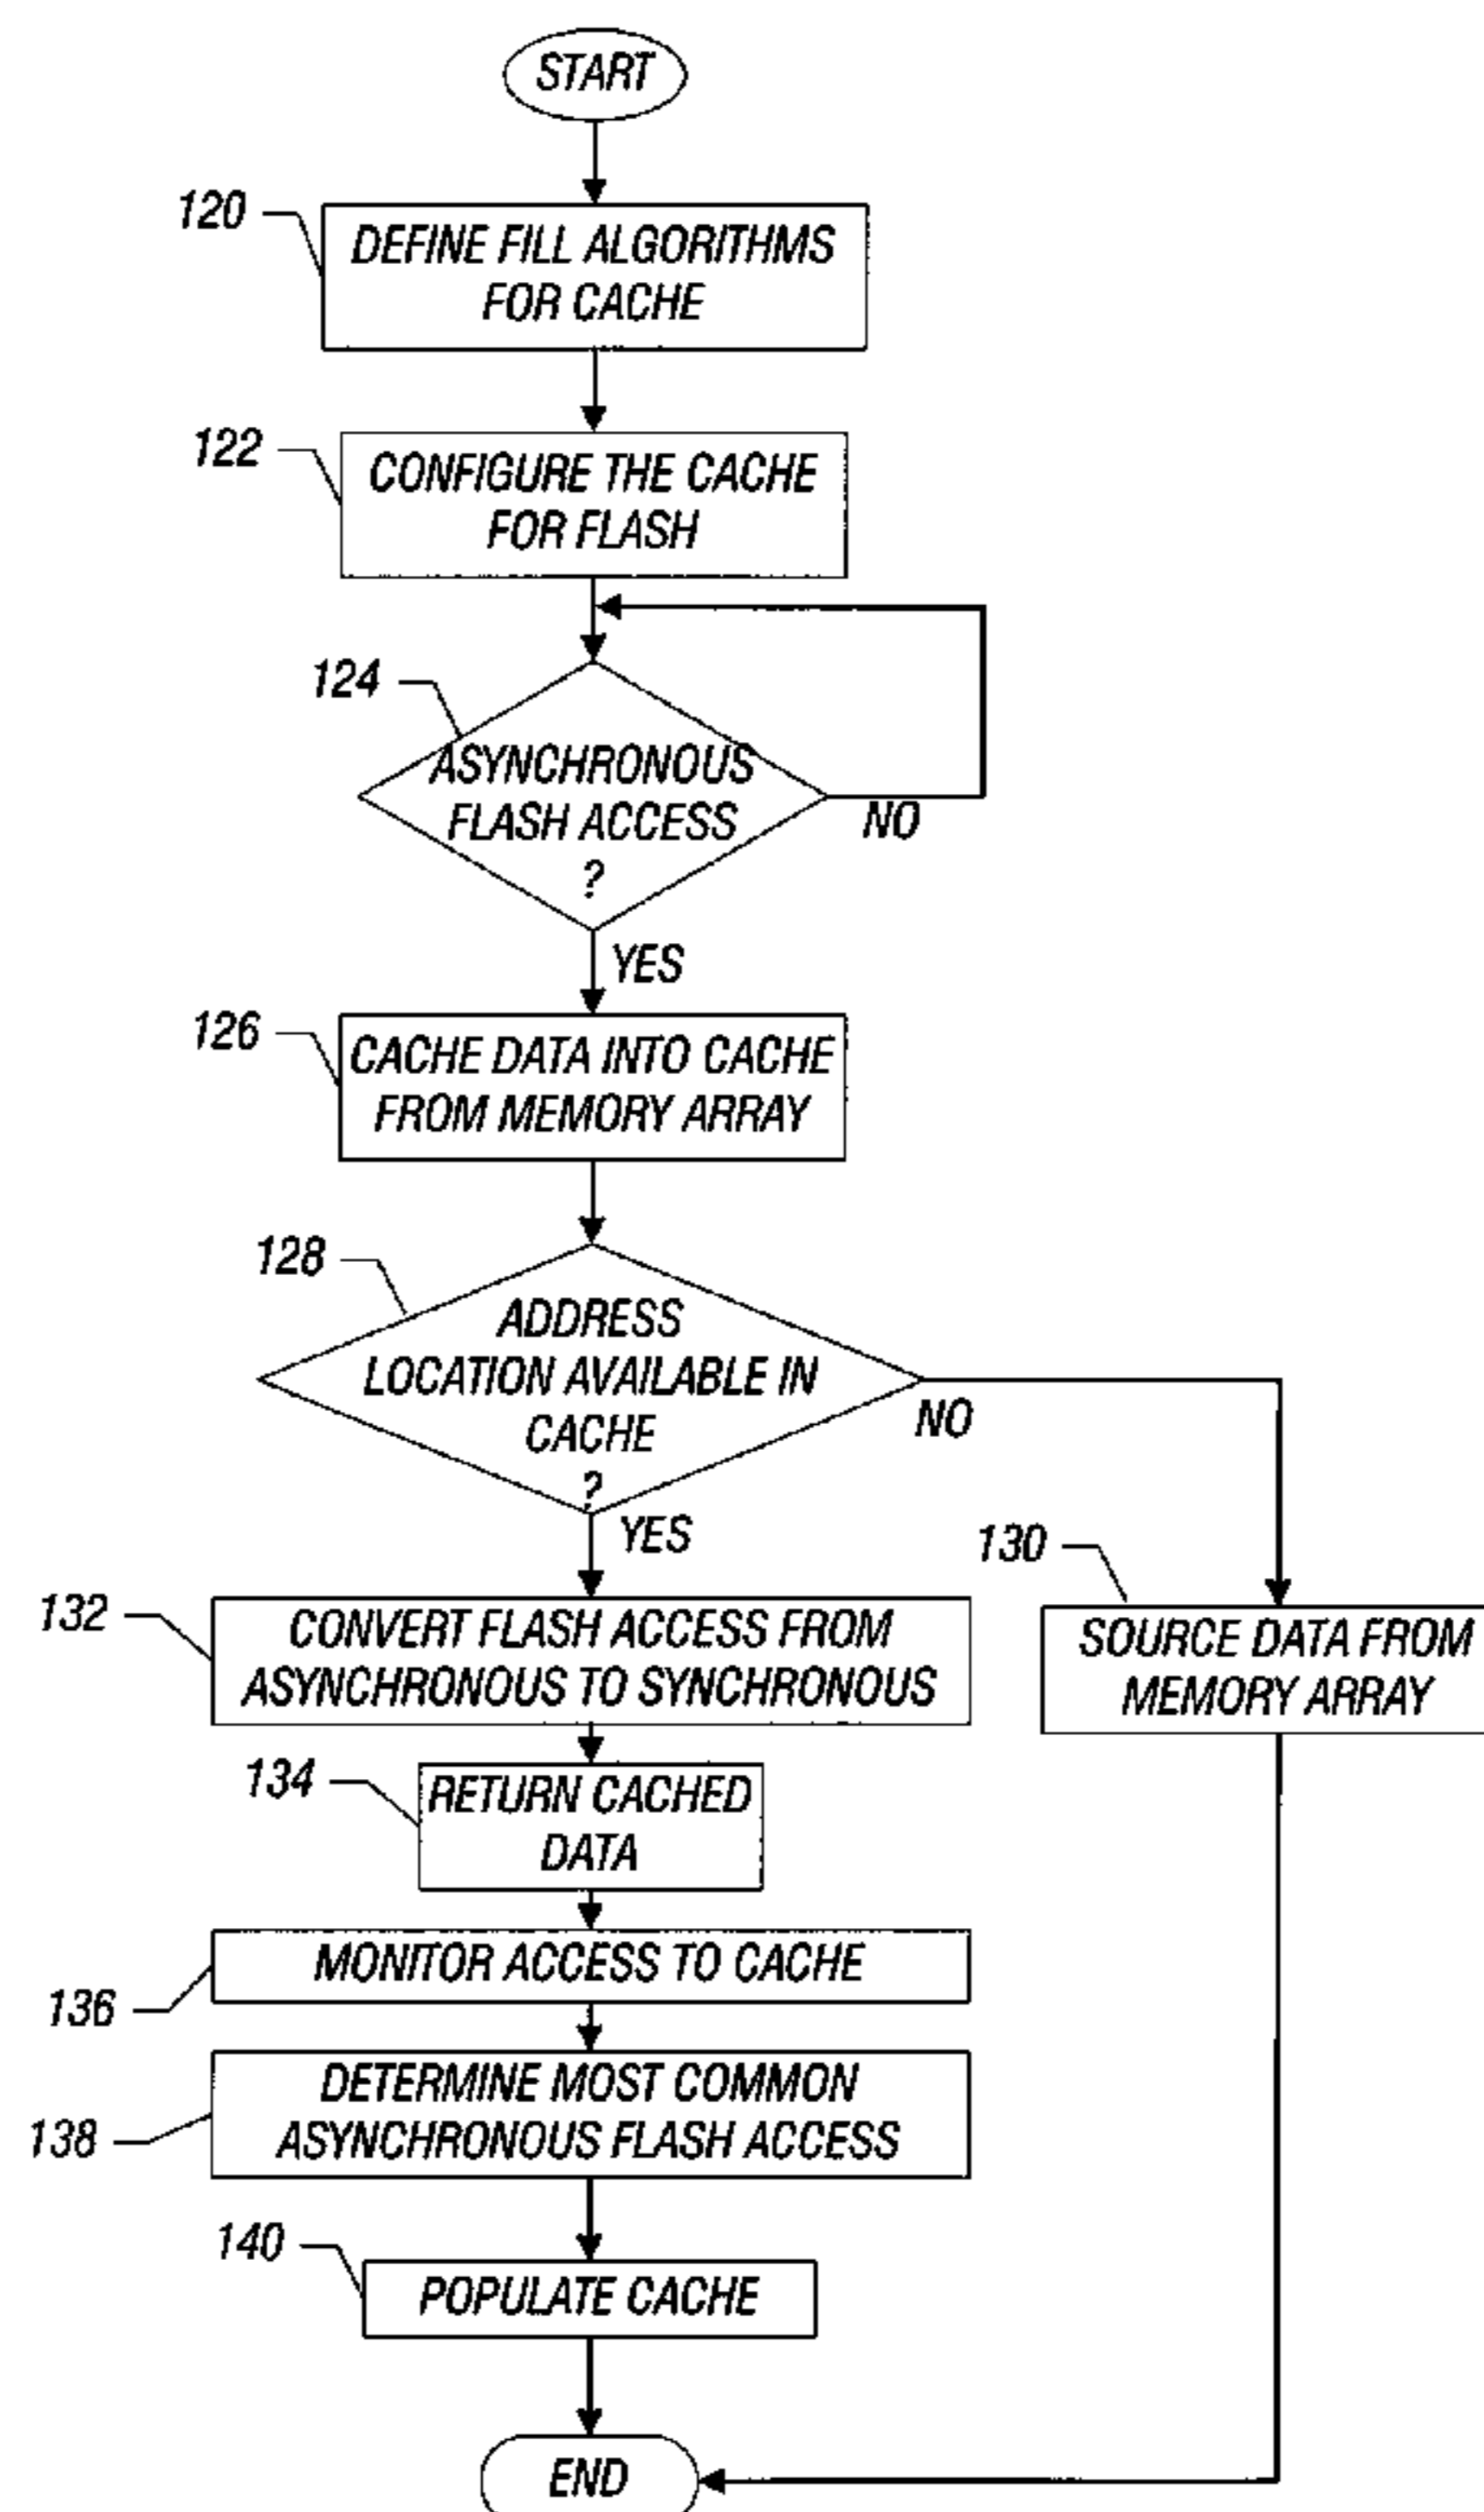 START
120
DEFINE FILL ALGORITHMS
FOR CACHE
122
CONFIGURE THE CACHE
FOR FLASH
124
ASYNCHRONOUS
FLASH ACCESS
?
NO
YES
126
CACHE DATA INTO CACHE
FROM MEMORY ARRAY
128
ADDRESS
LOCATION AVAILABLE IN
CACHE
?
NO
YES
130
SOURCE DATA FROM
MEMORY ARRAY
132
CONVERT FLASH ACCESS FROM
ASYNCHRONOUS TO SYNCHRONOUS
134
RETURN CACHED
DATA
136
MONITOR ACCESS TO CACHE
138
DETERMINE MOST COMMON
ASYNCHRONOUS FLASH ACCESS
140
POPULATE CACHE
END